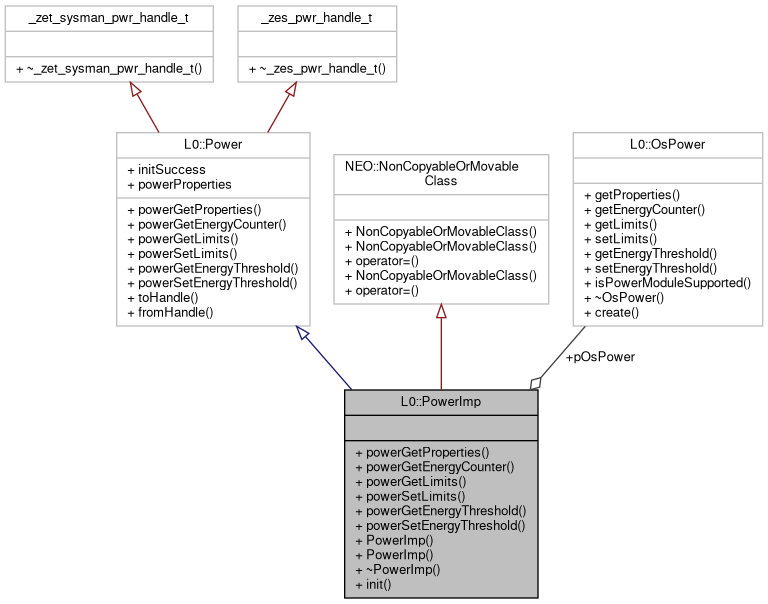 _zet_sysman_pwr_handle_t
+ ~_zet_sysman_pwr_handle_t()
_zes_pwr_handle_t
+ ~_zes_pwr_handle_t()
L0::Power
+ initSuccess
+ powerProperties
+ powerGetProperties()
+ powerGetEnergyCounter()
+ powerGetLimits()
+ powerSetLimits()
+ powerGetEnergyThreshold()
+ powerSetEnergyThreshold()
+ toHandle()
+ fromHandle()
NEO::NonCopyableOrMovable
Class
+ NonCopyableOrMovableClass()
+ NonCopyableOrMovableClass()
+ operator=()
+ NonCopyableOrMovableClass()
+ operator=()
L0::OsPower
+ getProperties()
+ getEnergyCounter()
+ getLimits()
+ setLimits()
+ getEnergyThreshold()
+ setEnergyThreshold()
+ isPowerModuleSupported()
+ ~OsPower()
+ create()
+pOsPower
L0::PowerImp
+ powerGetProperties()
+ powerGetEnergyCounter()
+ powerGetLimits()
+ powerSetLimits()
+ powerGetEnergyThreshold()
+ powerSetEnergyThreshold()
+ PowerImp()
+ PowerImp()
+ ~PowerImp()
+ init()